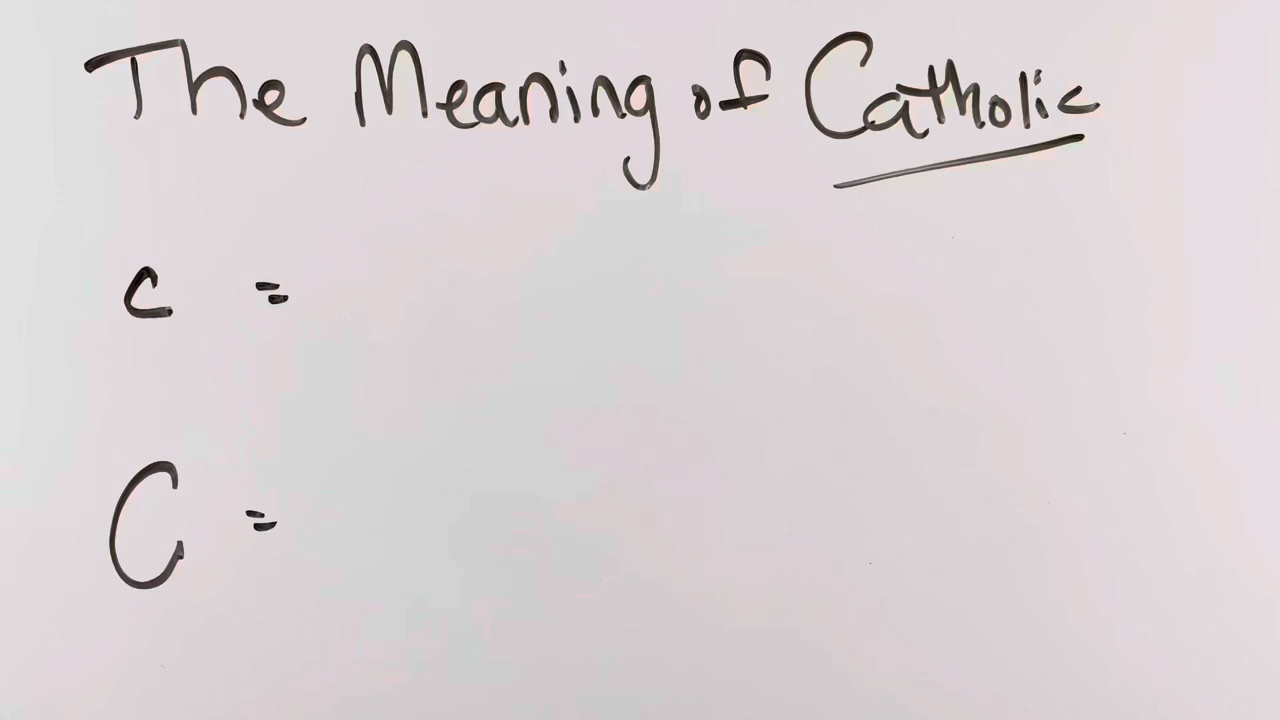 The Meaning of Catholic
c =
C =